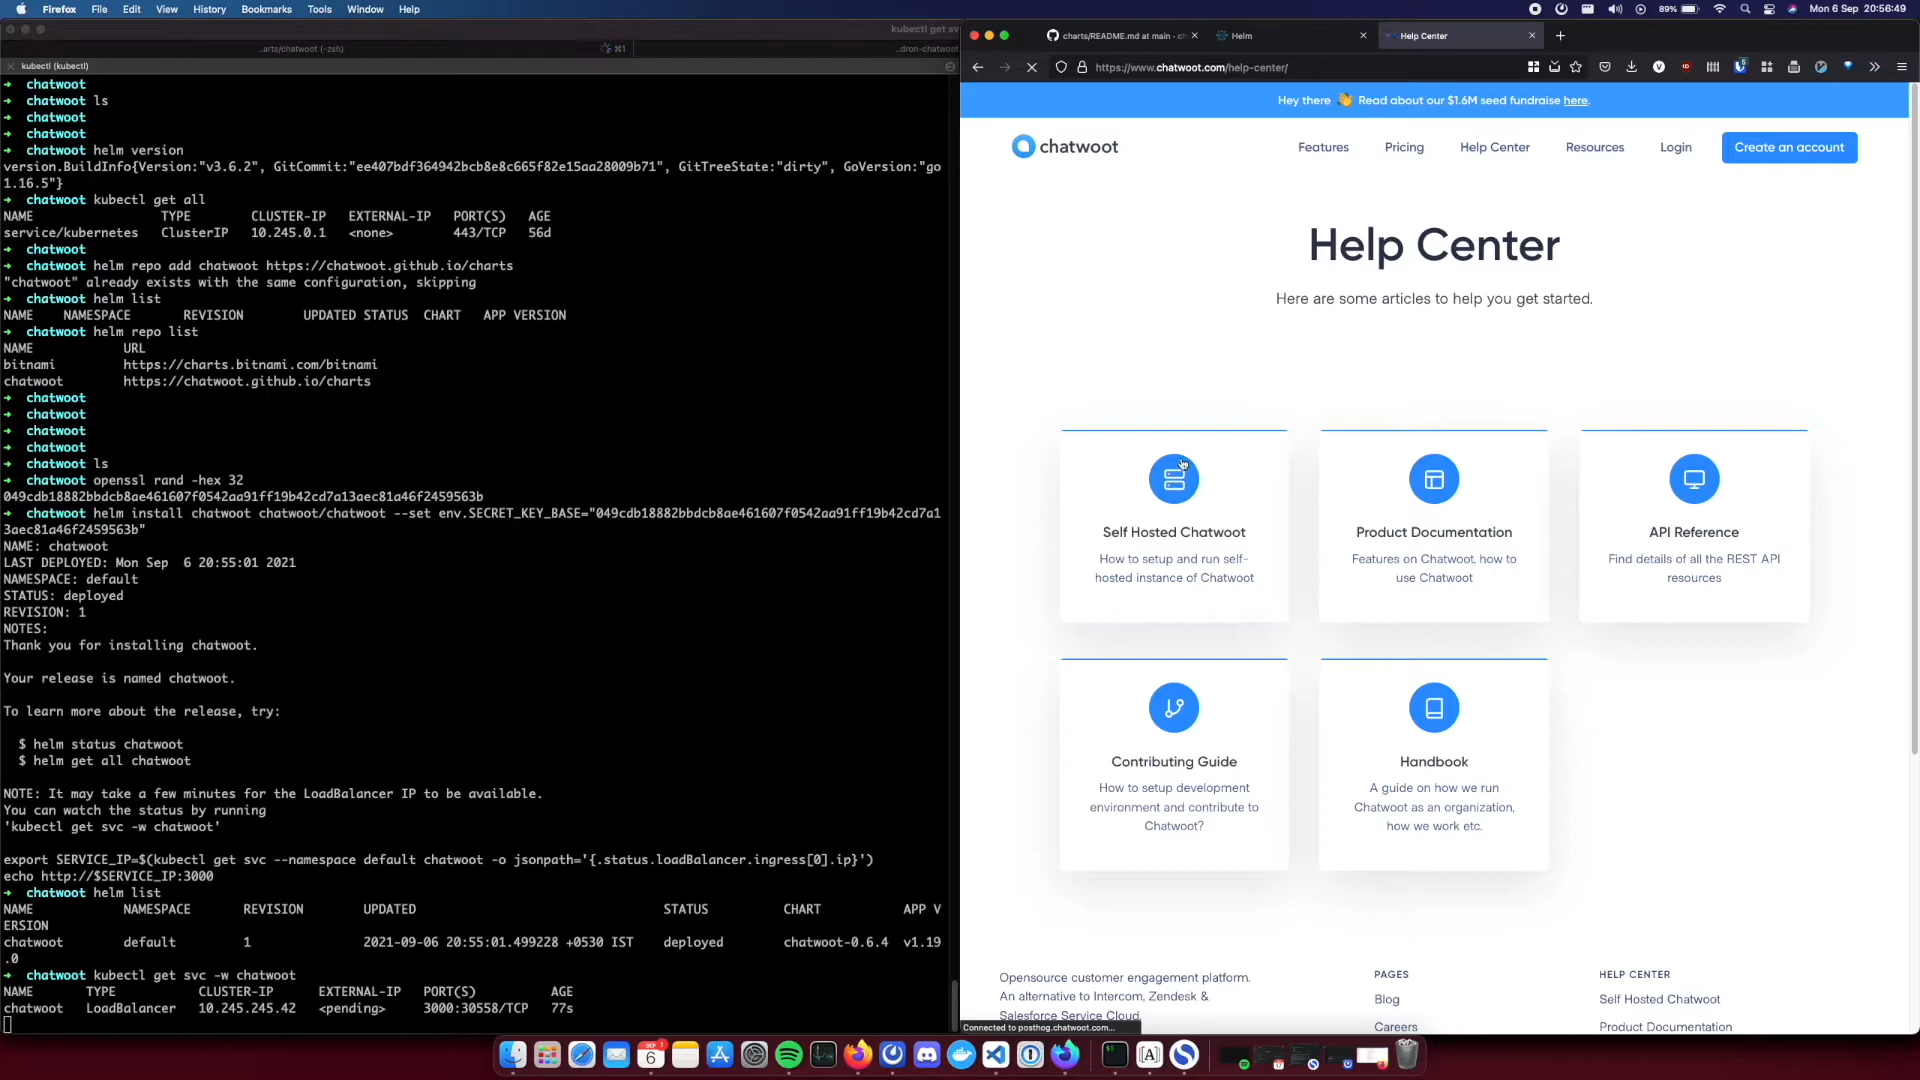 Firefox File Edit View History Bookmarks Tools Window Help
89% Mon 6 Sep 20:56:49
kubectl get sv
..arts/chatwoot (-zsh) ⌘1 ..dron-chatwoot
kubectl (kubectl)
→ chatwoot
→ chatwoot ls
→ chatwoot
→ chatwoot
→ chatwoot helm version
version.BuildInfo{Version:"v3.6.2", GitCommit:"ee407bdf364942bcb8e8c665f82e15aa28009b71", GitTreeState:"dirty", GoVersion:"go
1.16.5"}
→ chatwoot kubectl get all
NAME TYPE CLUSTER-IP EXTERNAL-IP PORT(S) AGE
service/kubernetes ClusterIP 10.245.0.1 <none> 443/TCP 56d
→ chatwoot
→ chatwoot helm repo add chatwoot https://chatwoot.github.io/charts
"chatwoot" already exists with the same configuration, skipping
→ chatwoot helm list
NAME NAMESPACE REVISION UPDATED STATUS CHART APP VERSION
→ chatwoot helm repo list
NAME URL
bitnami https://charts.bitnami.com/bitnami
chatwoot https://chatwoot.github.io/charts
→ chatwoot
→ chatwoot
→ chatwoot
→ chatwoot
→ chatwoot ls
→ chatwoot openssl rand -hex 32
049cdb18882bbdcb8ae461607f0542aa91ff19b42cd7a13aec81a46f2459563b
→ chatwoot helm install chatwoot chatwoot/chatwoot --set env.SECRET_KEY_BASE="049cdb18882bbdcb8ae461607f0542aa91ff19b42cd7a1
3aec81a46f2459563b"
NAME: chatwoot
LAST DEPLOYED: Mon Sep 6 20:55:01 2021
NAMESPACE: default
STATUS: deployed
REVISION: 1
NOTES:
Thank you for installing chatwoot.
Your release is named chatwoot.
To learn more about the release, try:
$ helm status chatwoot
$ helm get all chatwoot
NOTE: It may take a few minutes for the LoadBalancer IP to be available.
You can watch the status by running
'kubectl get svc -w chatwoot'
export SERVICE_IP=$(kubectl get svc --namespace default chatwoot -o jsonpath='{.status.loadBalancer.ingress[0].ip}')
echo http://$SERVICE_IP:3000
→ chatwoot helm list
NAME NAMESPACE REVISION UPDATED STATUS CHART APP V
ERSION
chatwoot default 1 2021-09-06 20:55:01.499228 +0530 IST deployed chatwoot-0.6.4 v1.19
.0
→ chatwoot kubectl get svc -w chatwoot
NAME TYPE CLUSTER-IP EXTERNAL-IP PORT(S) AGE
chatwoot LoadBalancer 10.245.245.42 <pending> 3000:30558/TCP 77s
charts/README.md at main · ch Helm Help Center
https://www.chatwoot.com/help-center/
Hey there 👋 Read about our $1.6M seed fundraise here.
chatwoot
Features Pricing Help Center Resources Login Create an account
Help Center
Here are some articles to help you get started.
Self Hosted Chatwoot
How to setup and run self-
hosted instance of Chatwoot
Product Documentation
Features on Chatwoot, how to
use Chatwoot
API Reference
Find details of all the REST API
resources
Contributing Guide
How to setup development
environment and contribute to
Chatwoot?
Handbook
A guide on how we run
Chatwoot as an organization,
how we work etc.
Opensource customer engagement platform.
An alternative to Intercom, Zendesk &
Salesforce Service Cloud.
PAGES
Blog
Careers
HELP CENTER
Self Hosted Chatwoot
Product Documentation
Connected to posthog.chatwoot.com...
SEP
6
1